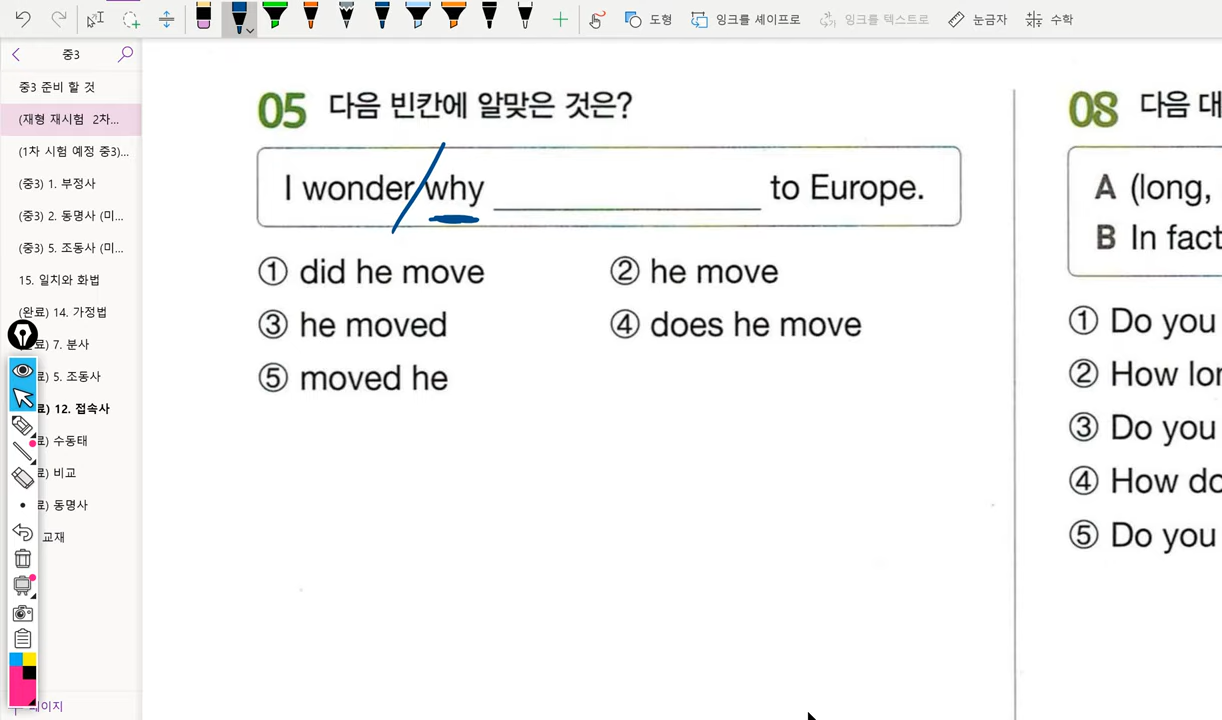 도형
잉크를 셰이프로
잉크를 텍스트로
눈금자
수학
중3
중3 준비 할 것
(재형 재시험 2차...
(1차 시험 예정 중3)...
(중3) 1. 부정사
(중3) 2. 동명사 (미...
(중3) 5. 조동사 (미...
15. 일치와 화법
(완료) 14. 가정법
료) 7. 분사
료) 5. 조동사
료) 12. 접속사
료) 수동태
료) 비교
료) 동명사
교재
페이지
05 다음 빈칸에 알맞은 것은?
I wonder why ____________ to Europe.
① did he move ② he move
③ he moved ④ does he move
⑤ moved he
08 다음 대
A (long,
B In fact
① Do you
② How lo
③ Do you
④ How do
⑤ Do you